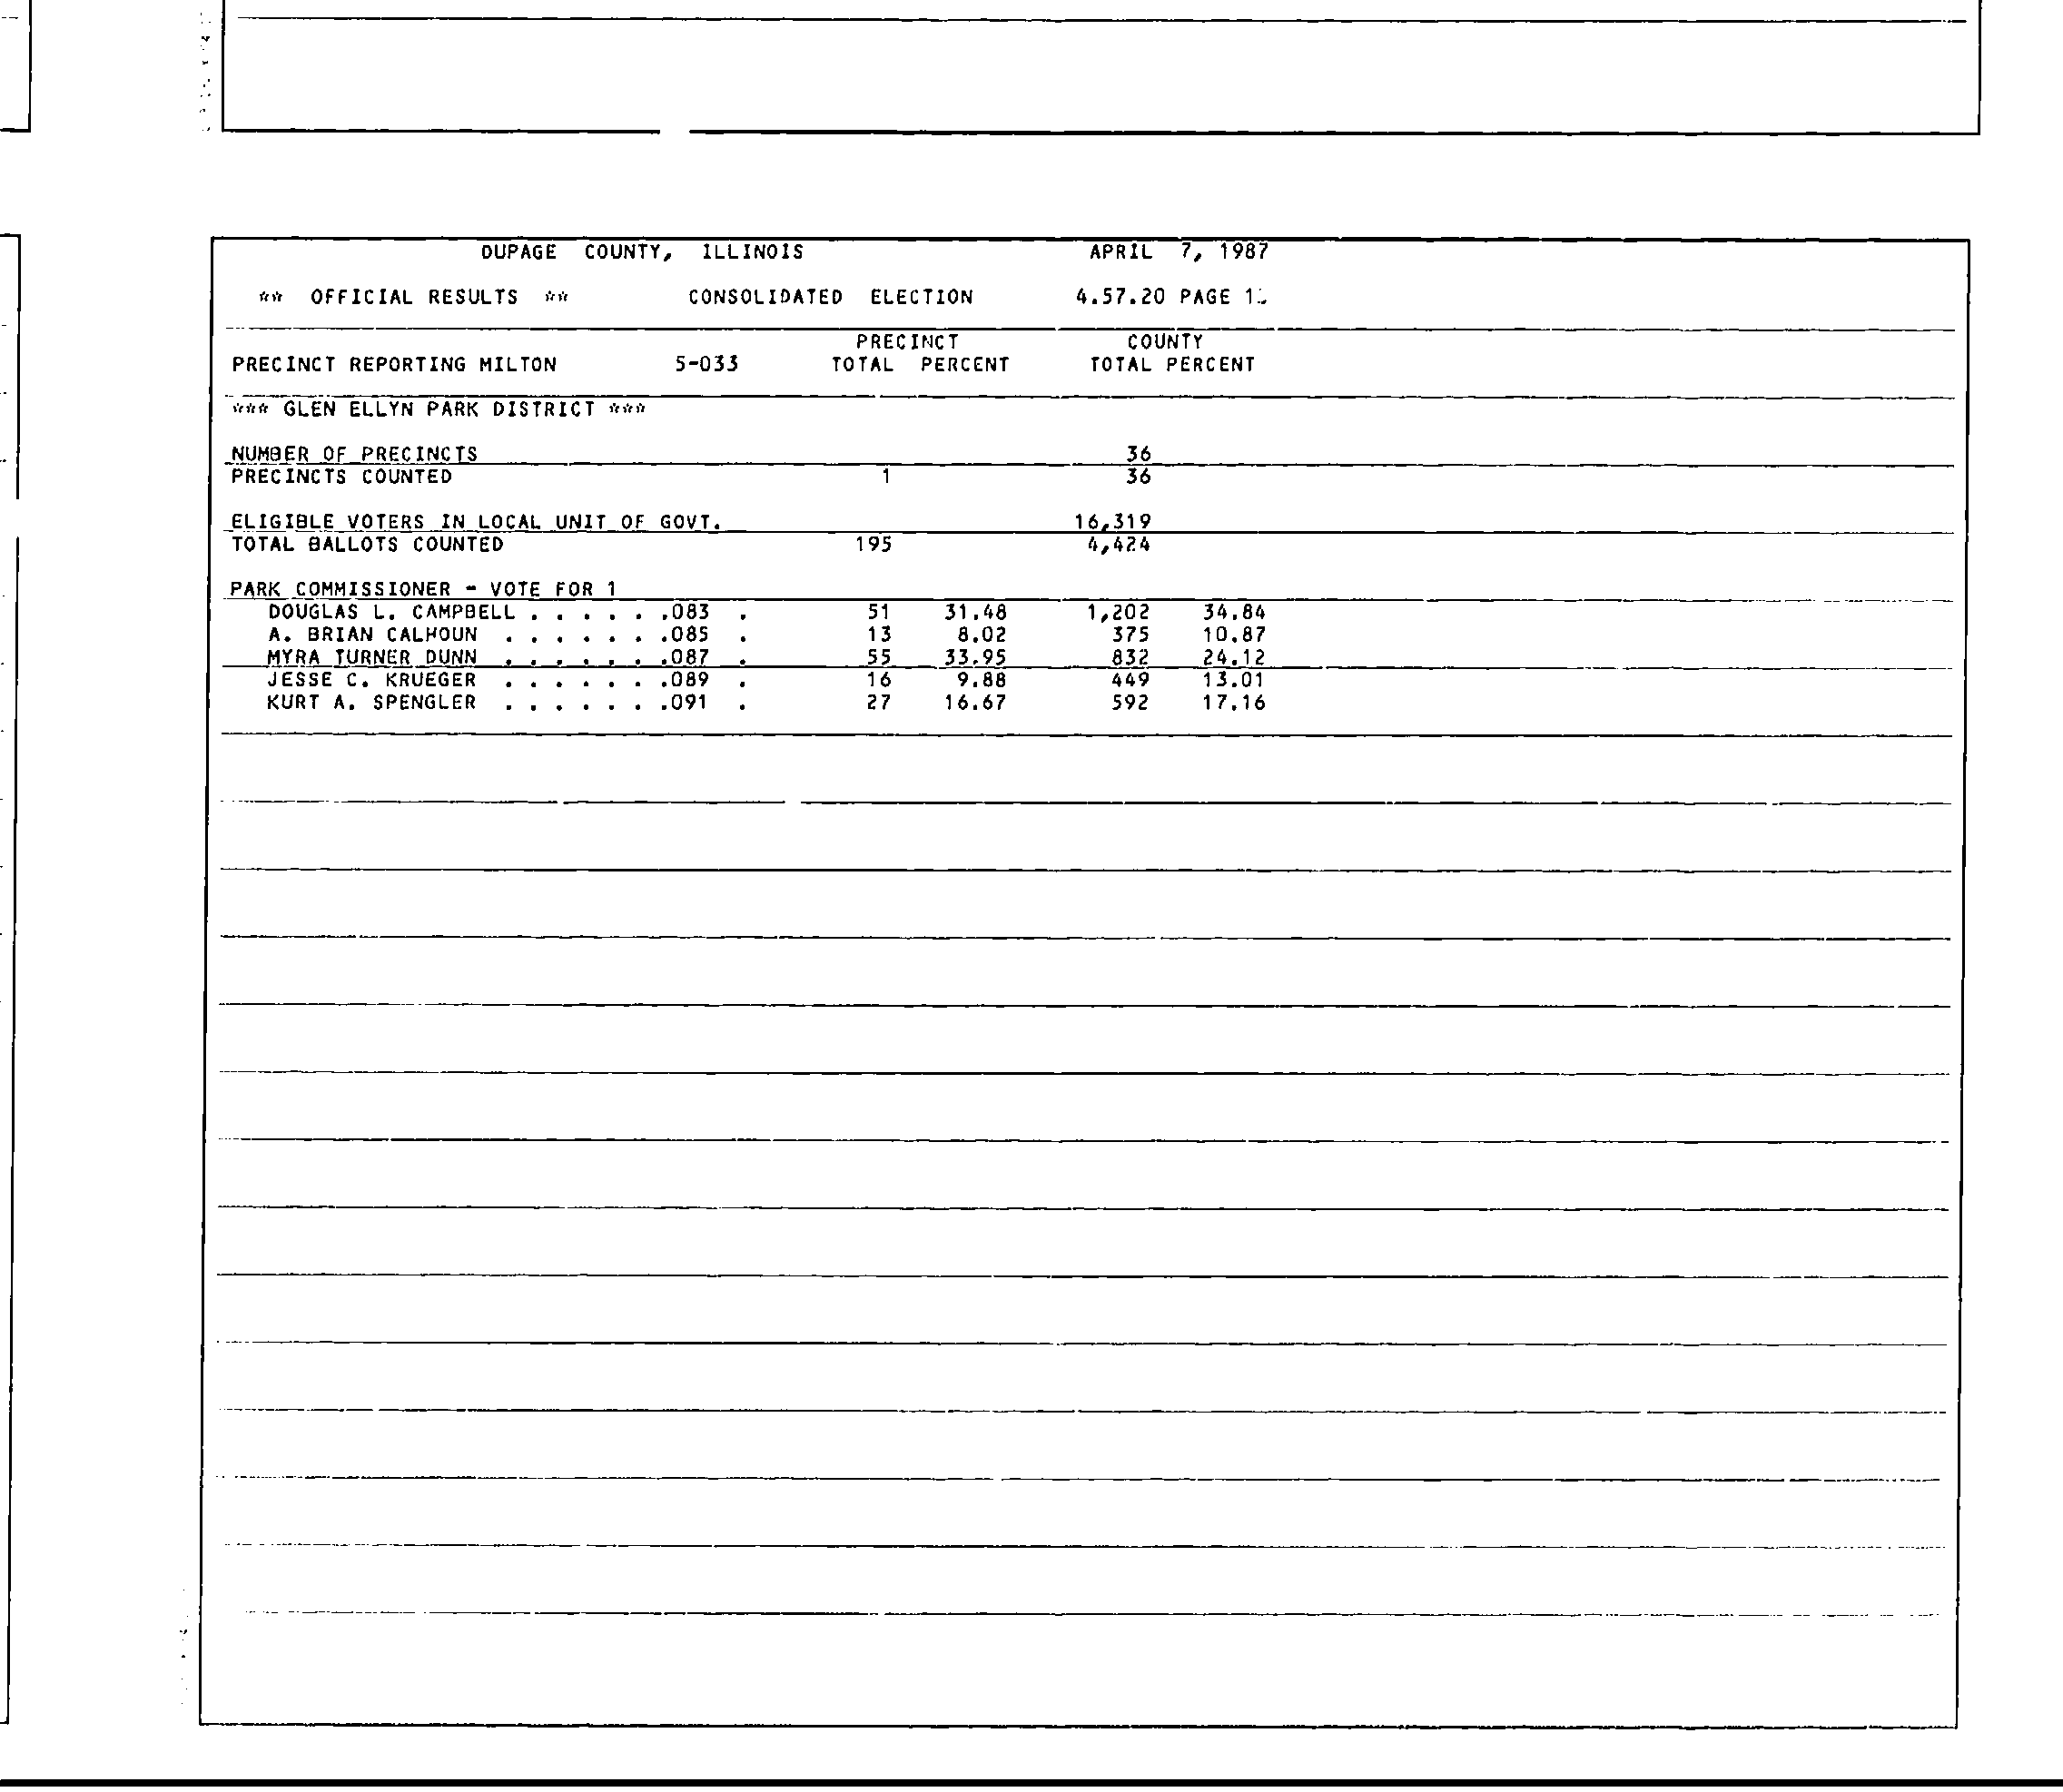 DUPAGE COUNTY, ILLINOIS APRIL 7, 1987
** OFFICIAL RESULTS ** CONSOLIDATED ELECTION 4.57.20 PAGE
PRECINCT COUNTY
PRECINCT REPORTING MILTON 5-033 TOTAL PERCENT TOTAL PERCENT
*** GLEN ELLYN PARK DISTRICT ***
NUMBER OF PRECINCTS 36
PRECINCTS COUNTED 1 36
ELIGIBLE VOTERS IN LOCAL UNIT OF GOVT. 16,319
TOTAL BALLOTS COUNTED 195 4,424
PARK COMMISSIONER - VOTE FOR 1
DOUGLAS L. CAMPBELL . . . . . .083 . 51 31.48 1,202 34.84
A. BRIAN CALHOUN . . . . . . .085 . 13 8.02 375 10.87
MYRA TURNER DUNN . . . . . . .087 . 55 33.95 832 24.12
JESSE C. KRUEGER . . . . . . .089 . 16 9.88 449 13.01
KURT A. SPENGLER . . . . . . .091 . 27 16.67 592 17.16